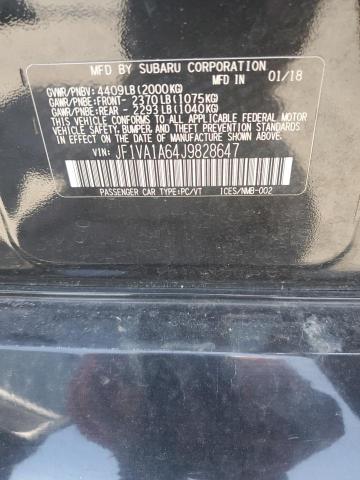 MFD BY SUBARU CORPORATION
GVWR/PNBV: 4409LB(2000KG) MFD IN 01/18
GAWR/PNBE:FRONT- 2370LB(1075KG)
GAWR/PNBE:REAR - 2293LB(1040KG)
THIS VEHICLE CONFORMS TO ALL APPLICABLE FEDERAL MOTOR
VEHICLE SAFETY, BUMPER, AND THEFT PREVENTION STANDARDS
IN EFFECT ON THE DATE OF MANUFACTURE SHOWN ABOVE.
VIN: JF1VA1A64J9828647
PASSENGER CAR TYPE:PC/VT ICES/NMB-002